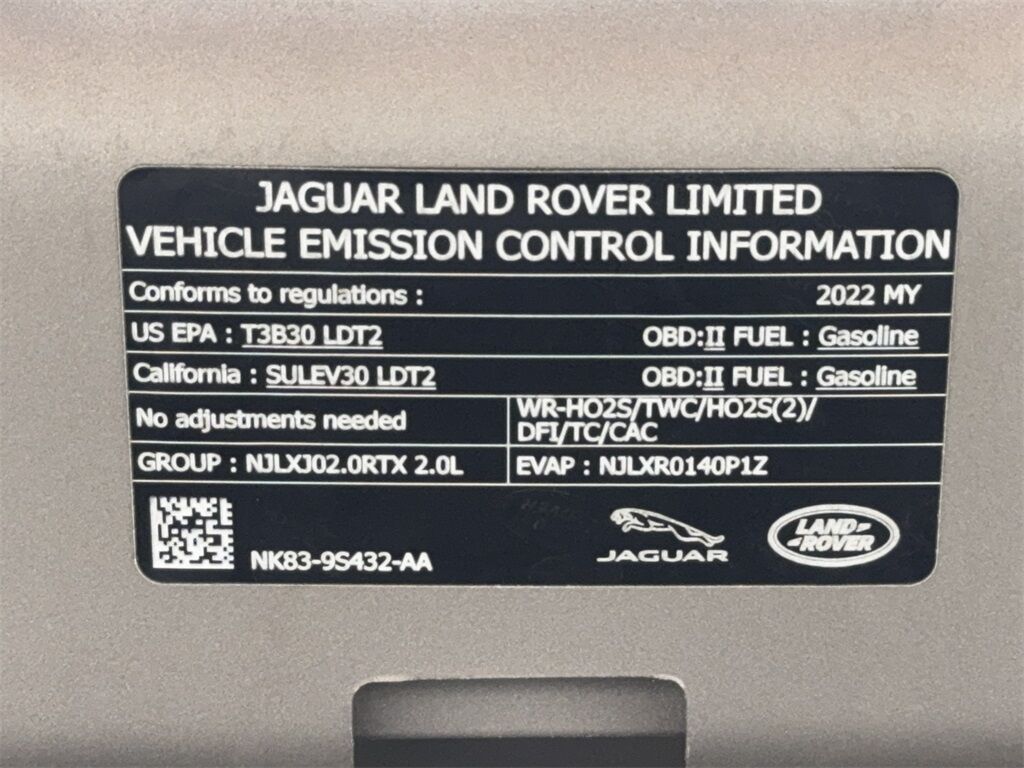 JAGUAR LAND ROVER LIMITED
VEHICLE EMISSION CONTROL INFORMATION
Conforms to regulations : 2022 MY
US EPA : T3B30 LDT2 OBD:II FUEL : Gasoline
California : SULEV30 LDT2 OBD:II FUEL : Gasoline
No adjustments needed
WR-HO2S/TWC/HO2S(2)/
DFI/TC/CAC
GROUP : NJLXJ02.0RTX 2.0L EVAP : NJLXR0140P1Z
NK83-9S432-AA
JAGUAR
LAND
ROVER